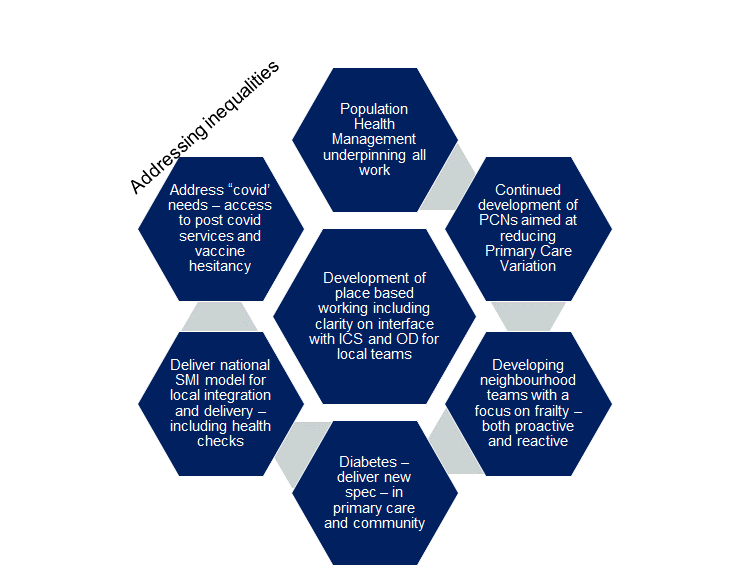 Addressing inequalities
Population
Health
Management
underpinning all
work
Continued
development of
PCNs aimed at
reducing
Primary Care
Variation
Developing
neighbourhood
teams with a
focus on frailty –
both proactive
and reactive
Diabetes –
deliver new
spec – in
primary care
and community
Deliver national
SMI model for
local integration
and delivery –
including health
checks
Address “covid’
needs – access
to post covid
services and
vaccine
hesitancy
Development of
place based
working including
clarity on interface
with ICS and OD for
local teams